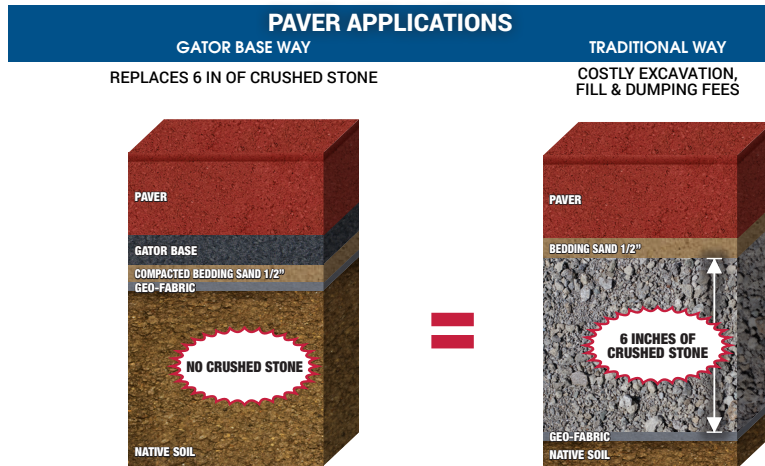 PAVER APPLICATIONS
GATOR BASE WAY
TRADITIONAL WAY
REPLACES 6 IN OF CRUSHED STONE
COSTLY EXCAVATION,
FILL & DUMPING FEES
PAVER
GATOR BASE
COMPACTED BEDDING SAND 1/2"
GEO-FABRIC
NO CRUSHED STONE
NATIVE SOIL
PAVER
BEDDING SAND 1/2"
6 INCHES OF
CRUSHED STONE
GEO-FABRIC
NATIVE SOIL